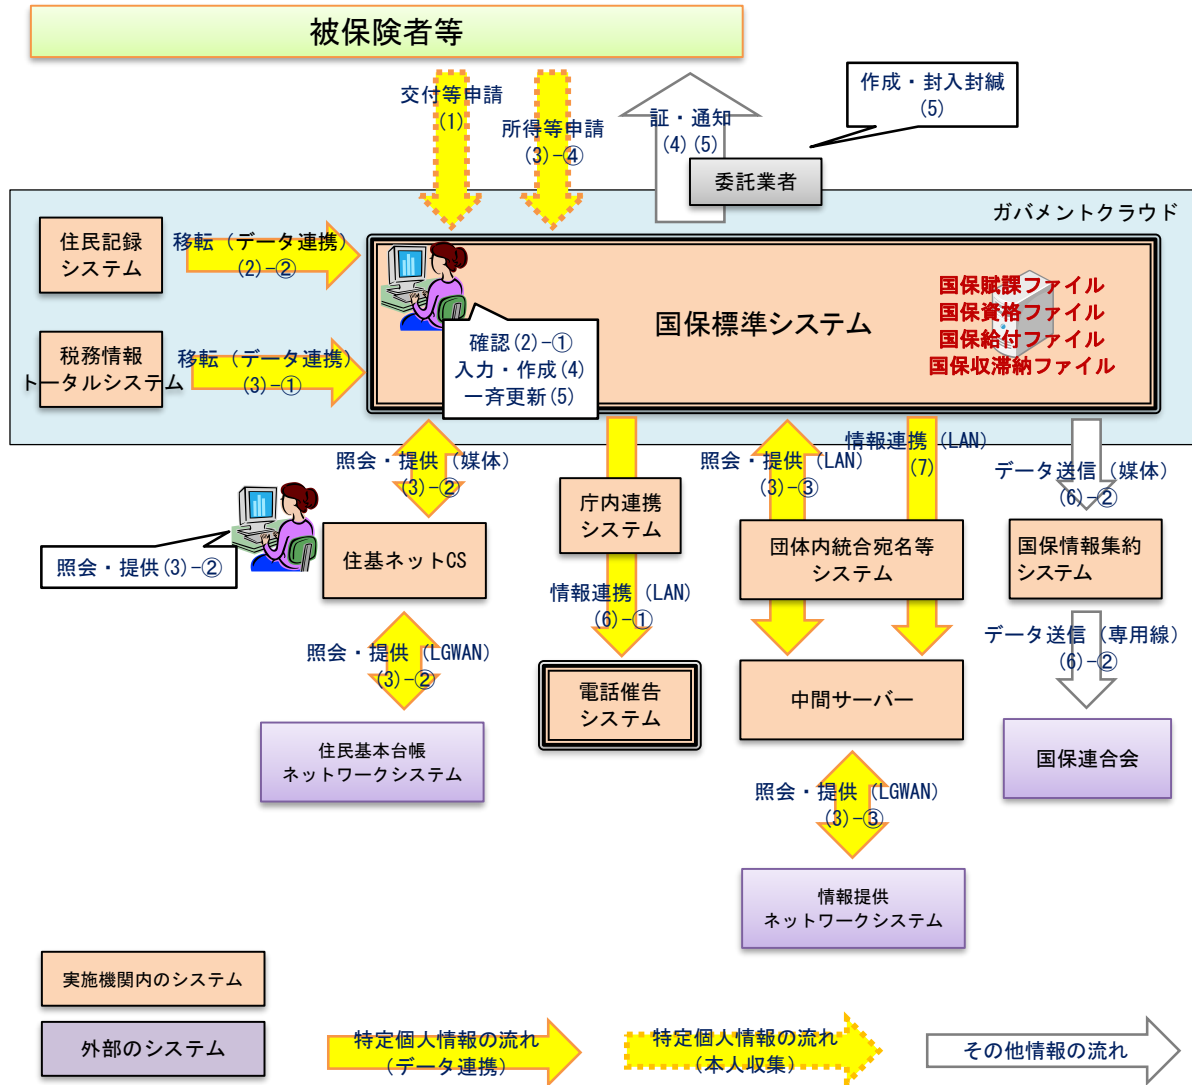 被保険者等
作成・封入封緘
(5)
交付等申請
(1)
所得等申請
(3)-④
証・通知
(4)(5)
委託業者
ガバメントクラウド
住民記録
システム
移転（データ連携）
(2)-②
国保標準システム
国保賦課ファイル
国保資格ファイル
国保給付ファイル
国保収滞納ファイル
税務情報
トータルシステム
移転（データ連携）
(3)-①
確認(2)-①
入力・作成(4)
一斉更新(5)
照会・提供（媒体）
(3)-②
照会・提供（LAN）
(3)-③
情報連携（LAN）
(7)
データ送信（媒体）
(6)-②
照会・提供(3)-②
住基ネットCS
庁内連携
システム
団体内統合宛名等
システム
国保情報集約
システム
照会・提供（LGWAN）
(3)-②
情報連携（LAN）
(6)-①
データ送信（専用線）
(6)-②
住民基本台帳
ネットワークシステム
電話催告
システム
中間サーバー
国保連合会
照会・提供（LGWAN）
(3)-③
情報提供
ネットワークシステム
実施機関内のシステム
外部のシステム
特定個人情報の流れ
（データ連携）
特定個人情報の流れ
（本人収集）
その他情報の流れ